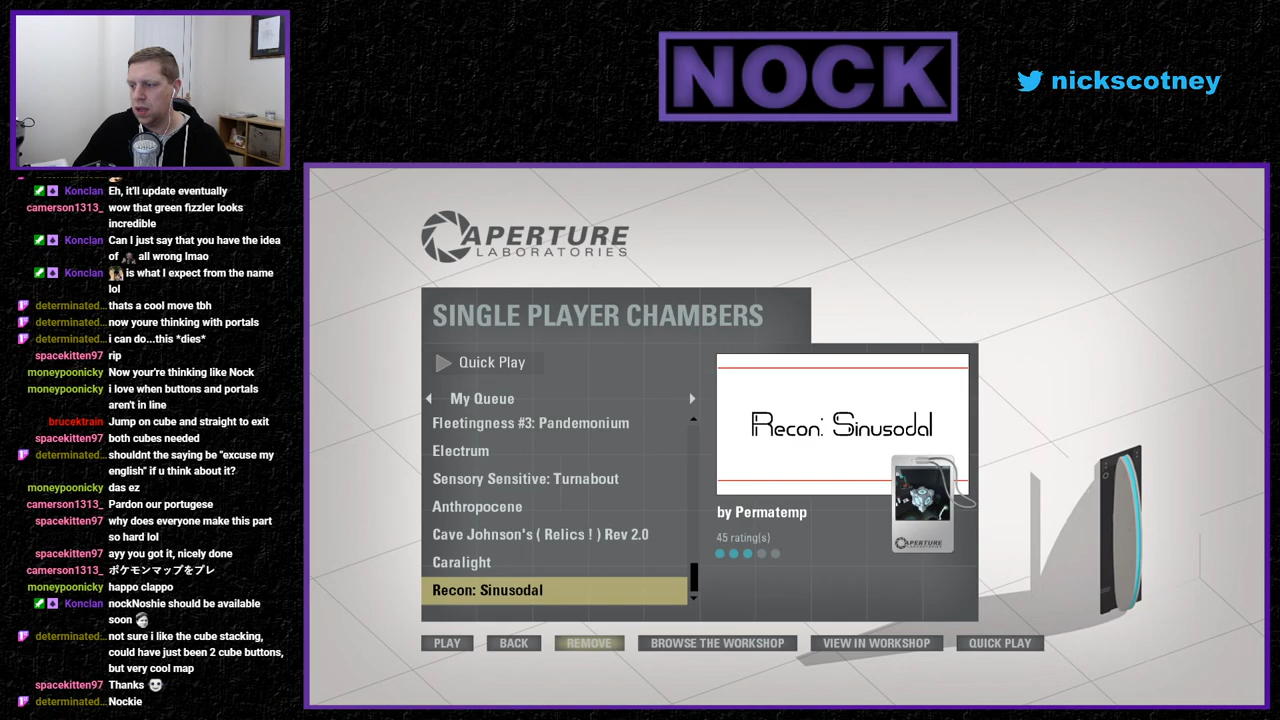 NOCK
nickscotney
Konclan Eh, it'll update eventually
camerson1313_ wow that green fizzler looks
incredible
Konclan Can I just say that you have the idea
of all wrong lmao
Konclan is what I expect from the name
lol
determined... thats a cool move tbh
determined... now youre thinking with portals
determined... i can do...this *dies*
spacekitten97 rip
moneypoonicky Now your're thinking like Nock
moneypoonicky i love when buttons and portals
aren't in line
brucektrain Jump on cube and straight to exit
spacekitten97 both cubes needed
determined... shouldnt the saying be "excuse my
english" if u think about it?
moneypoonicky das ez
camerson1313_ Pardon our portugese
spacekitten97 why does everyone make this part
so hard lol
spacekitten97 ayy you got it, nicely done
camerson1313_ ポケモンマップをプレ
moneypoonicky happo clappo
Konclan nockNoshie should be available
soon
determined... not sure i like the cube stacking,
could have just been 2 cube buttons,
but very cool map
spacekitten97 Thanks
determined... Nockie
APERTURE
LABORATORIES
SINGLE PLAYER CHAMBERS
Quick Play
My Queue
Fleetingness #3: Pandemonium
Electrum
Sensory Sensitive: Turnabout
Anthropocene
Cave Johnson's ( Relics ! ) Rev 2.0
Caralight
Recon: Sinusodal
Recon: Sinusodal
by Permatemp
45 rating(s)
APERTURE
PLAY
BACK
REMOVE
BROWSE THE WORKSHOP
VIEW IN WORKSHOP
QUICK PLAY